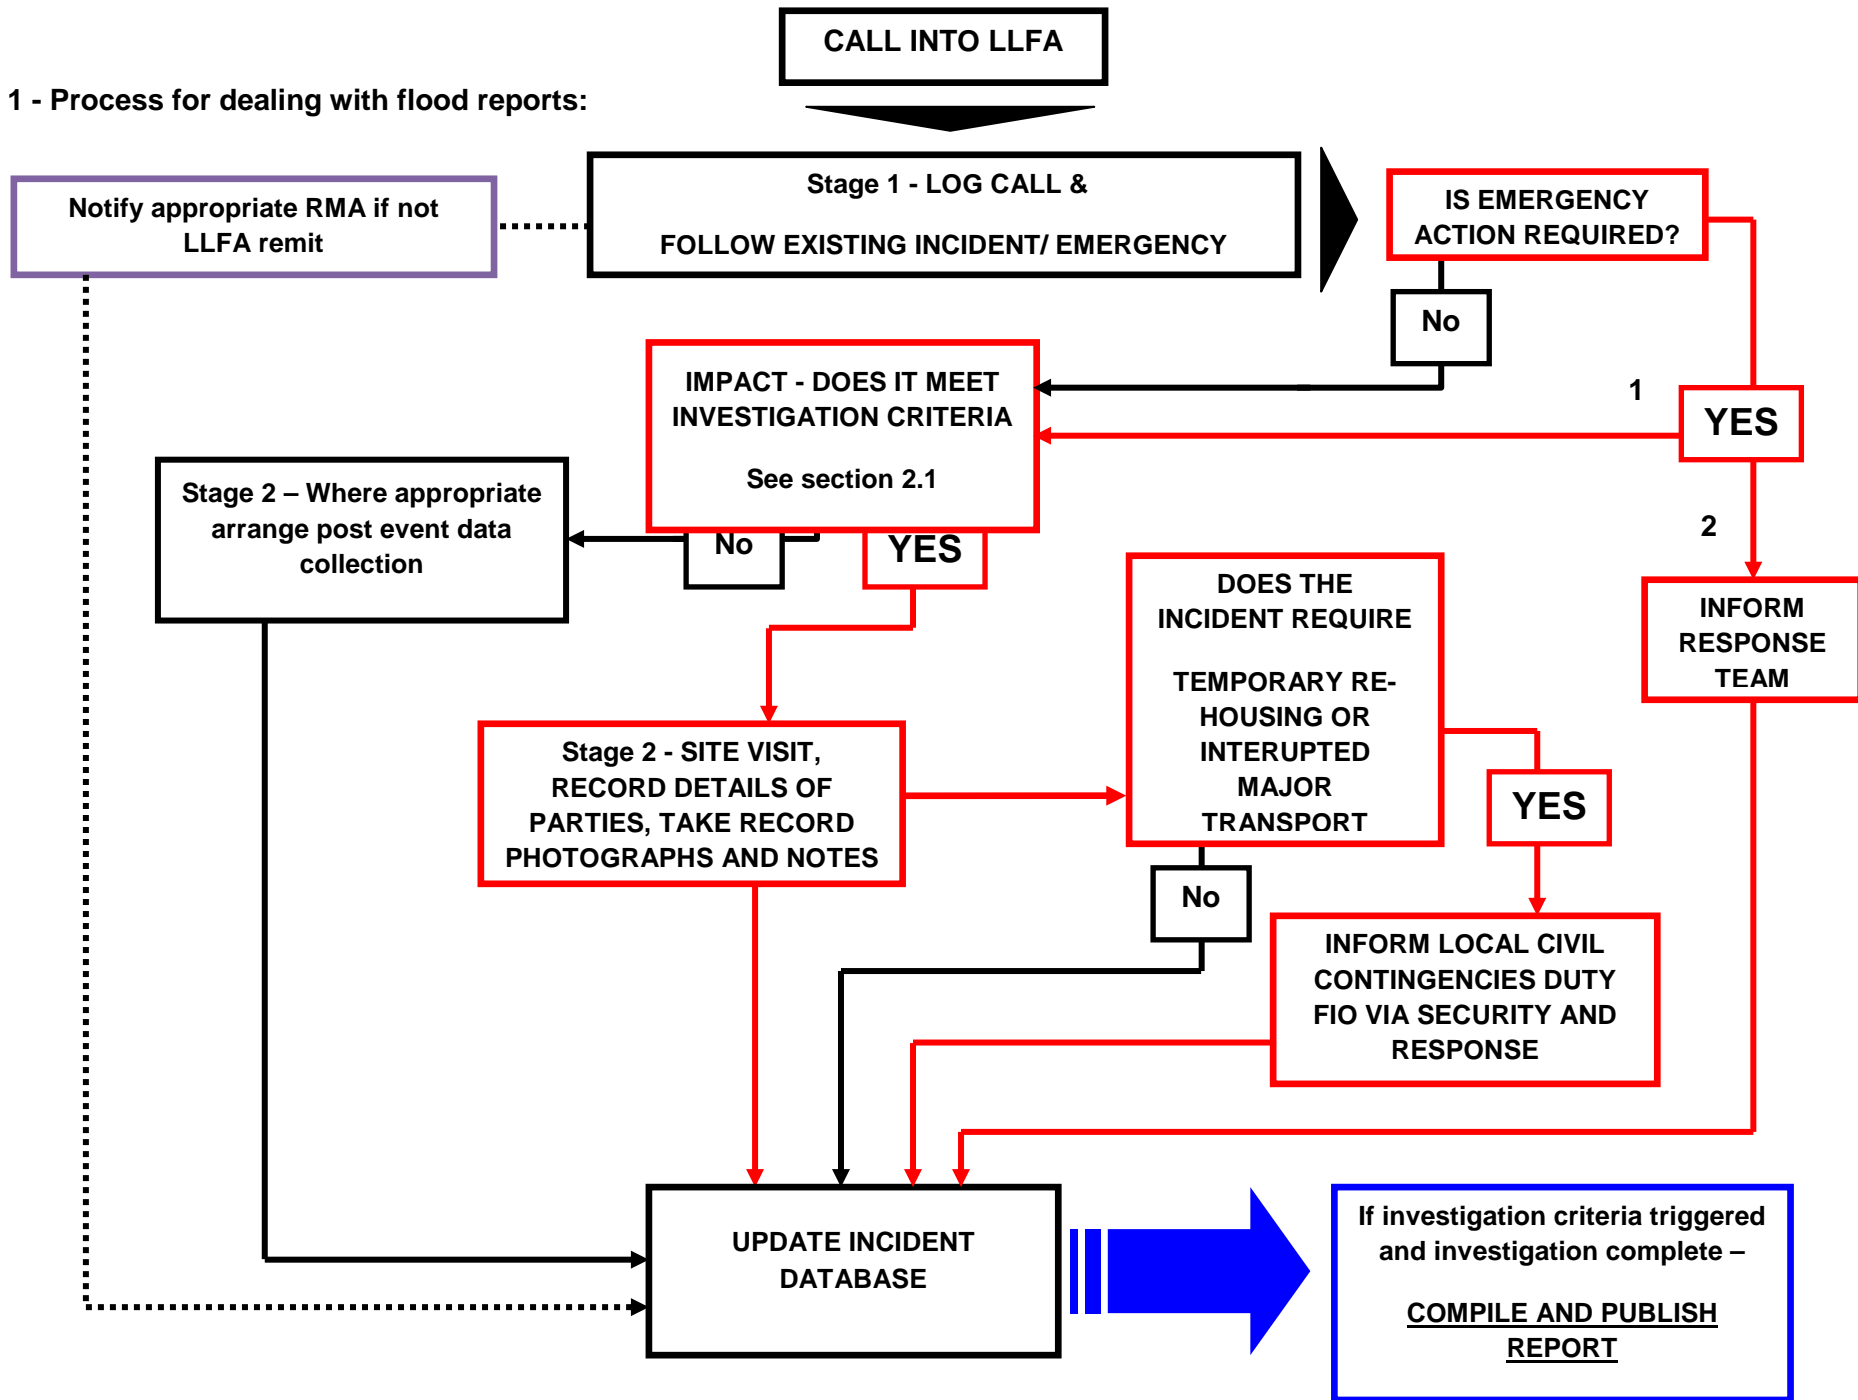 CALL INTO LLFA
1 - Process for dealing with flood reports:
Notify appropriate RMA if not
LLFA remit
Stage 1 - LOG CALL &
FOLLOW EXISTING INCIDENT/ EMERGENCY
IS EMERGENCY
ACTION REQUIRED?
No
IMPACT - DOES IT MEET
INVESTIGATION CRITERIA
See section 2.1
1
YES
2
Stage 2 – Where appropriate
arrange post event data
collection
No
YES
DOES THE
INCIDENT REQUIRE
TEMPORARY RE-
HOUSING OR
INTERUPTED
MAJOR
TRANSPORT
INFORM
RESPONSE
TEAM
Stage 2 - SITE VISIT,
RECORD DETAILS OF
PARTIES, TAKE RECORD
PHOTOGRAPHS AND NOTES
YES
No
INFORM LOCAL CIVIL
CONTINGENCIES DUTY
FIO VIA SECURITY AND
RESPONSE
UPDATE INCIDENT
DATABASE
If investigation criteria triggered
and investigation complete –
COMPILE AND PUBLISH
REPORT